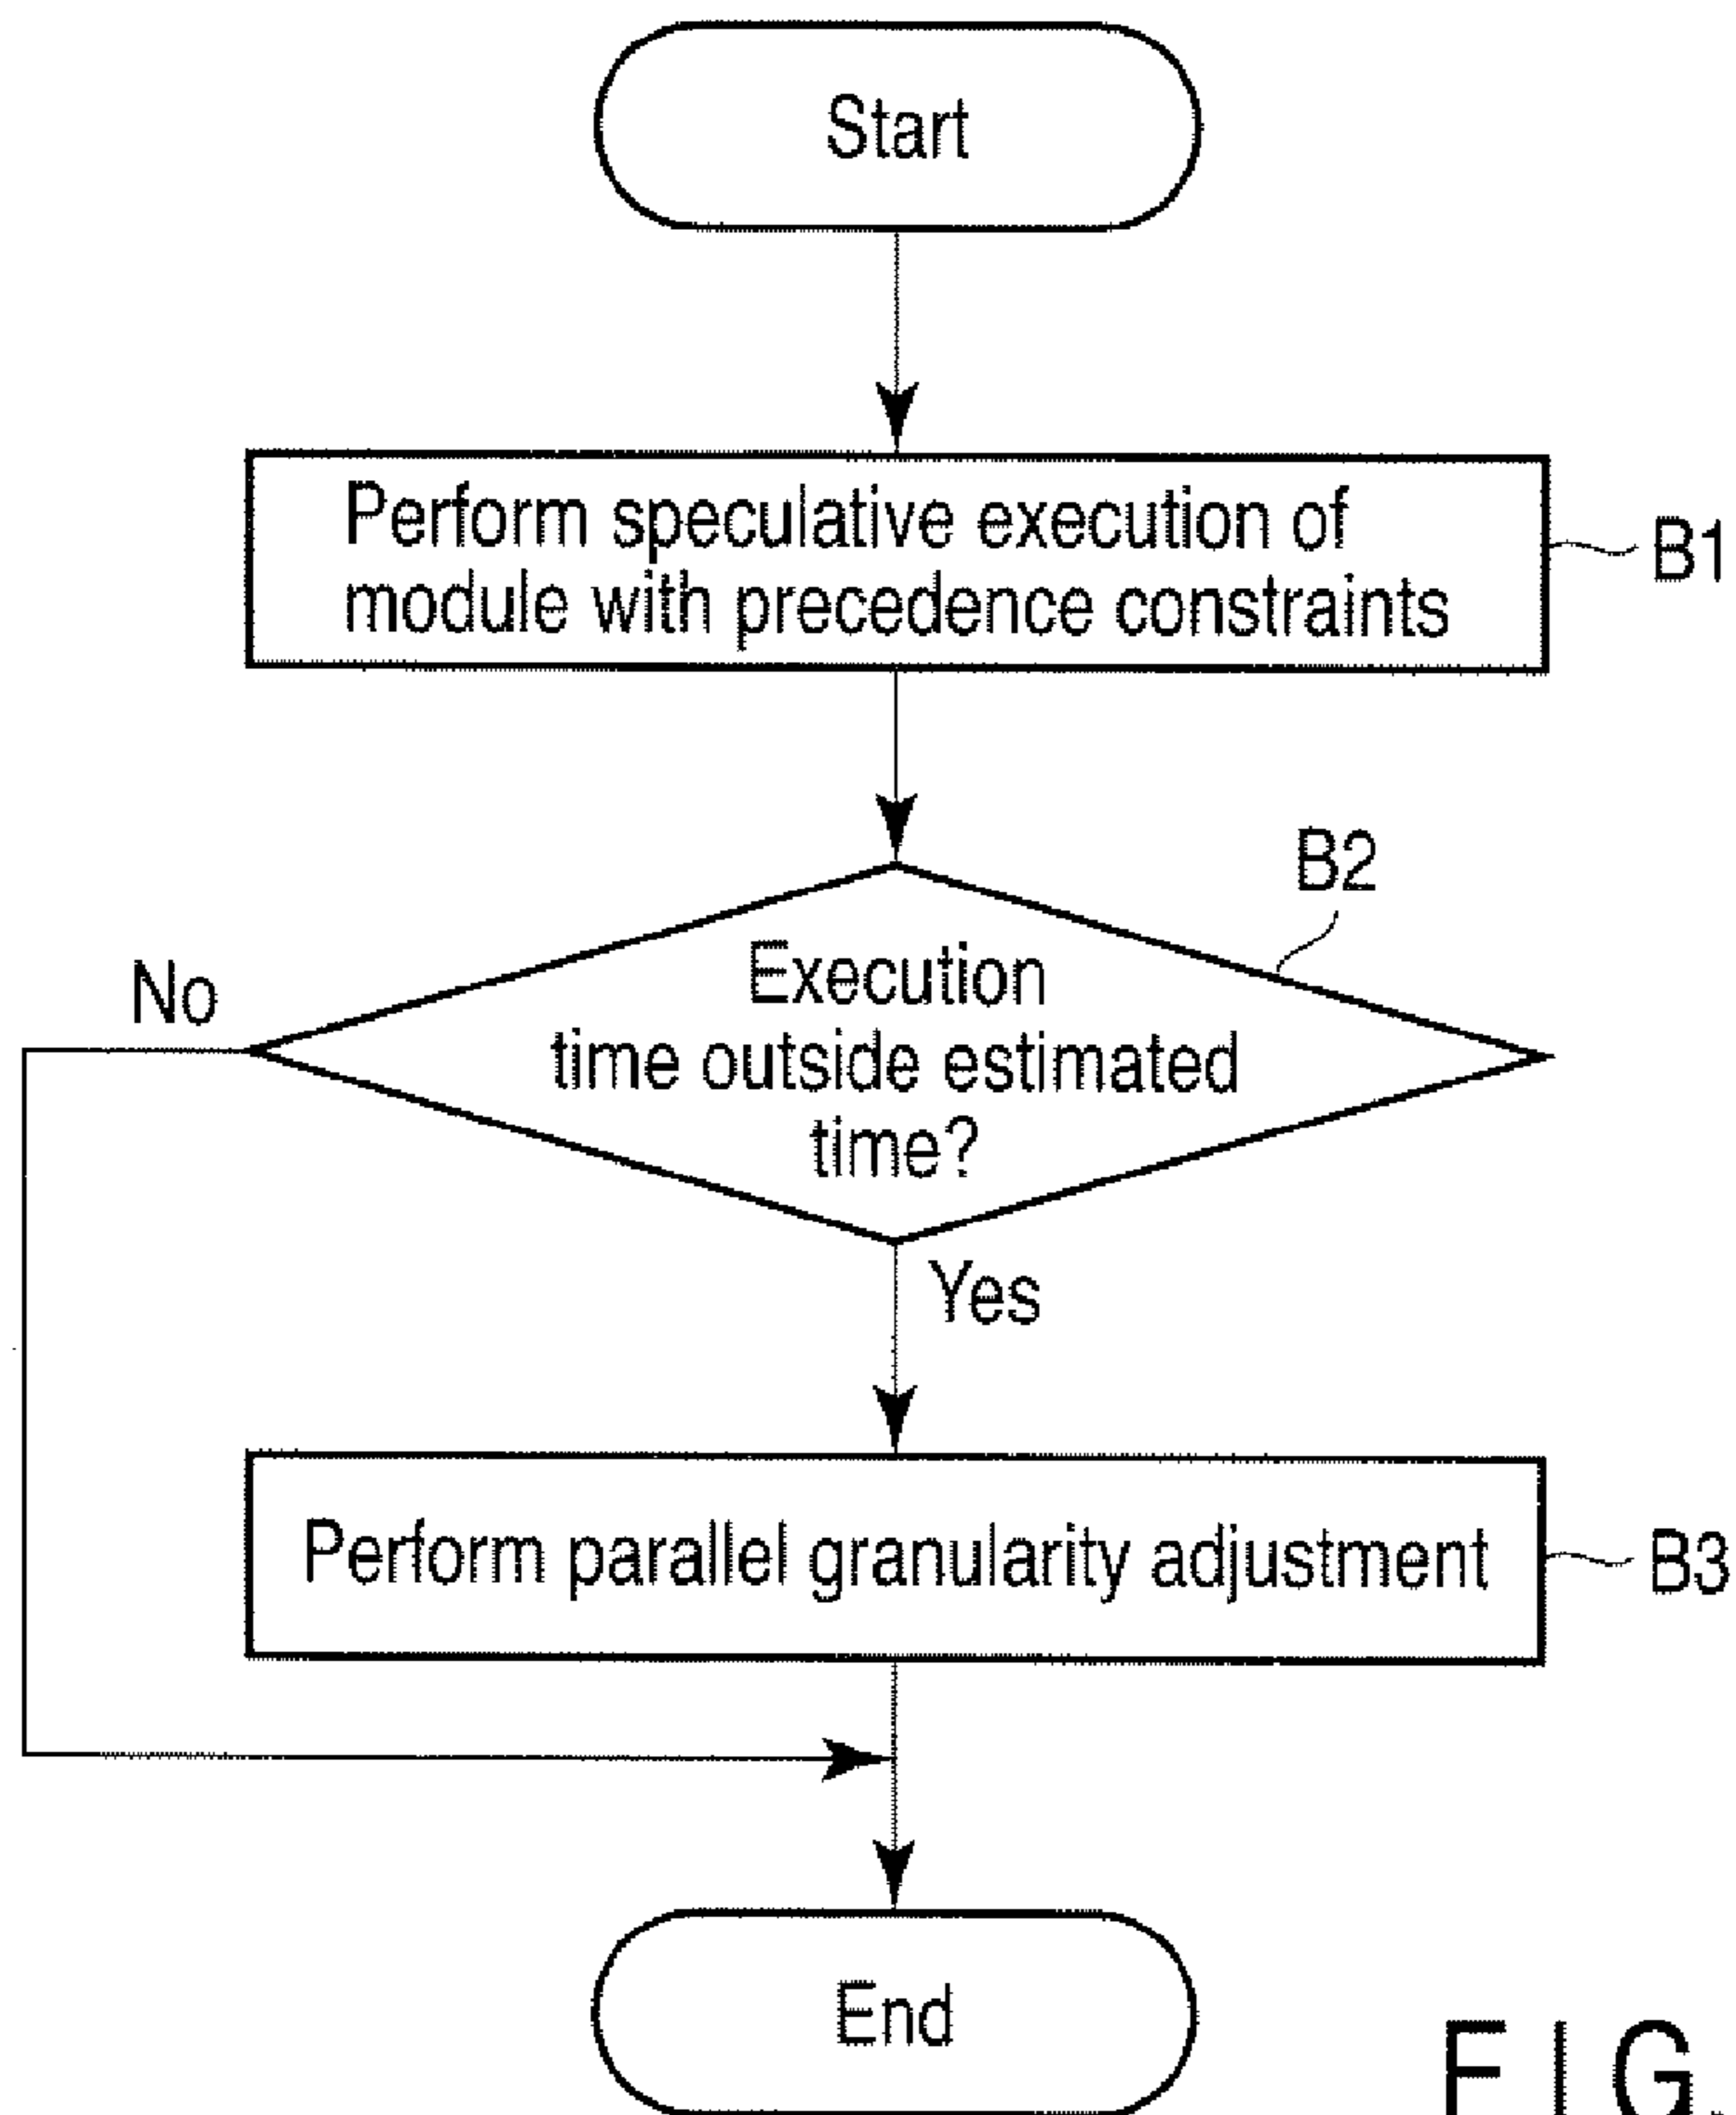 Start
Perform speculative execution of
module with precedence constraints
B1
B2
No
Execution
time outside estimated
time?
Yes
Perform parallel granularity adjustment
B3
End
FIG.